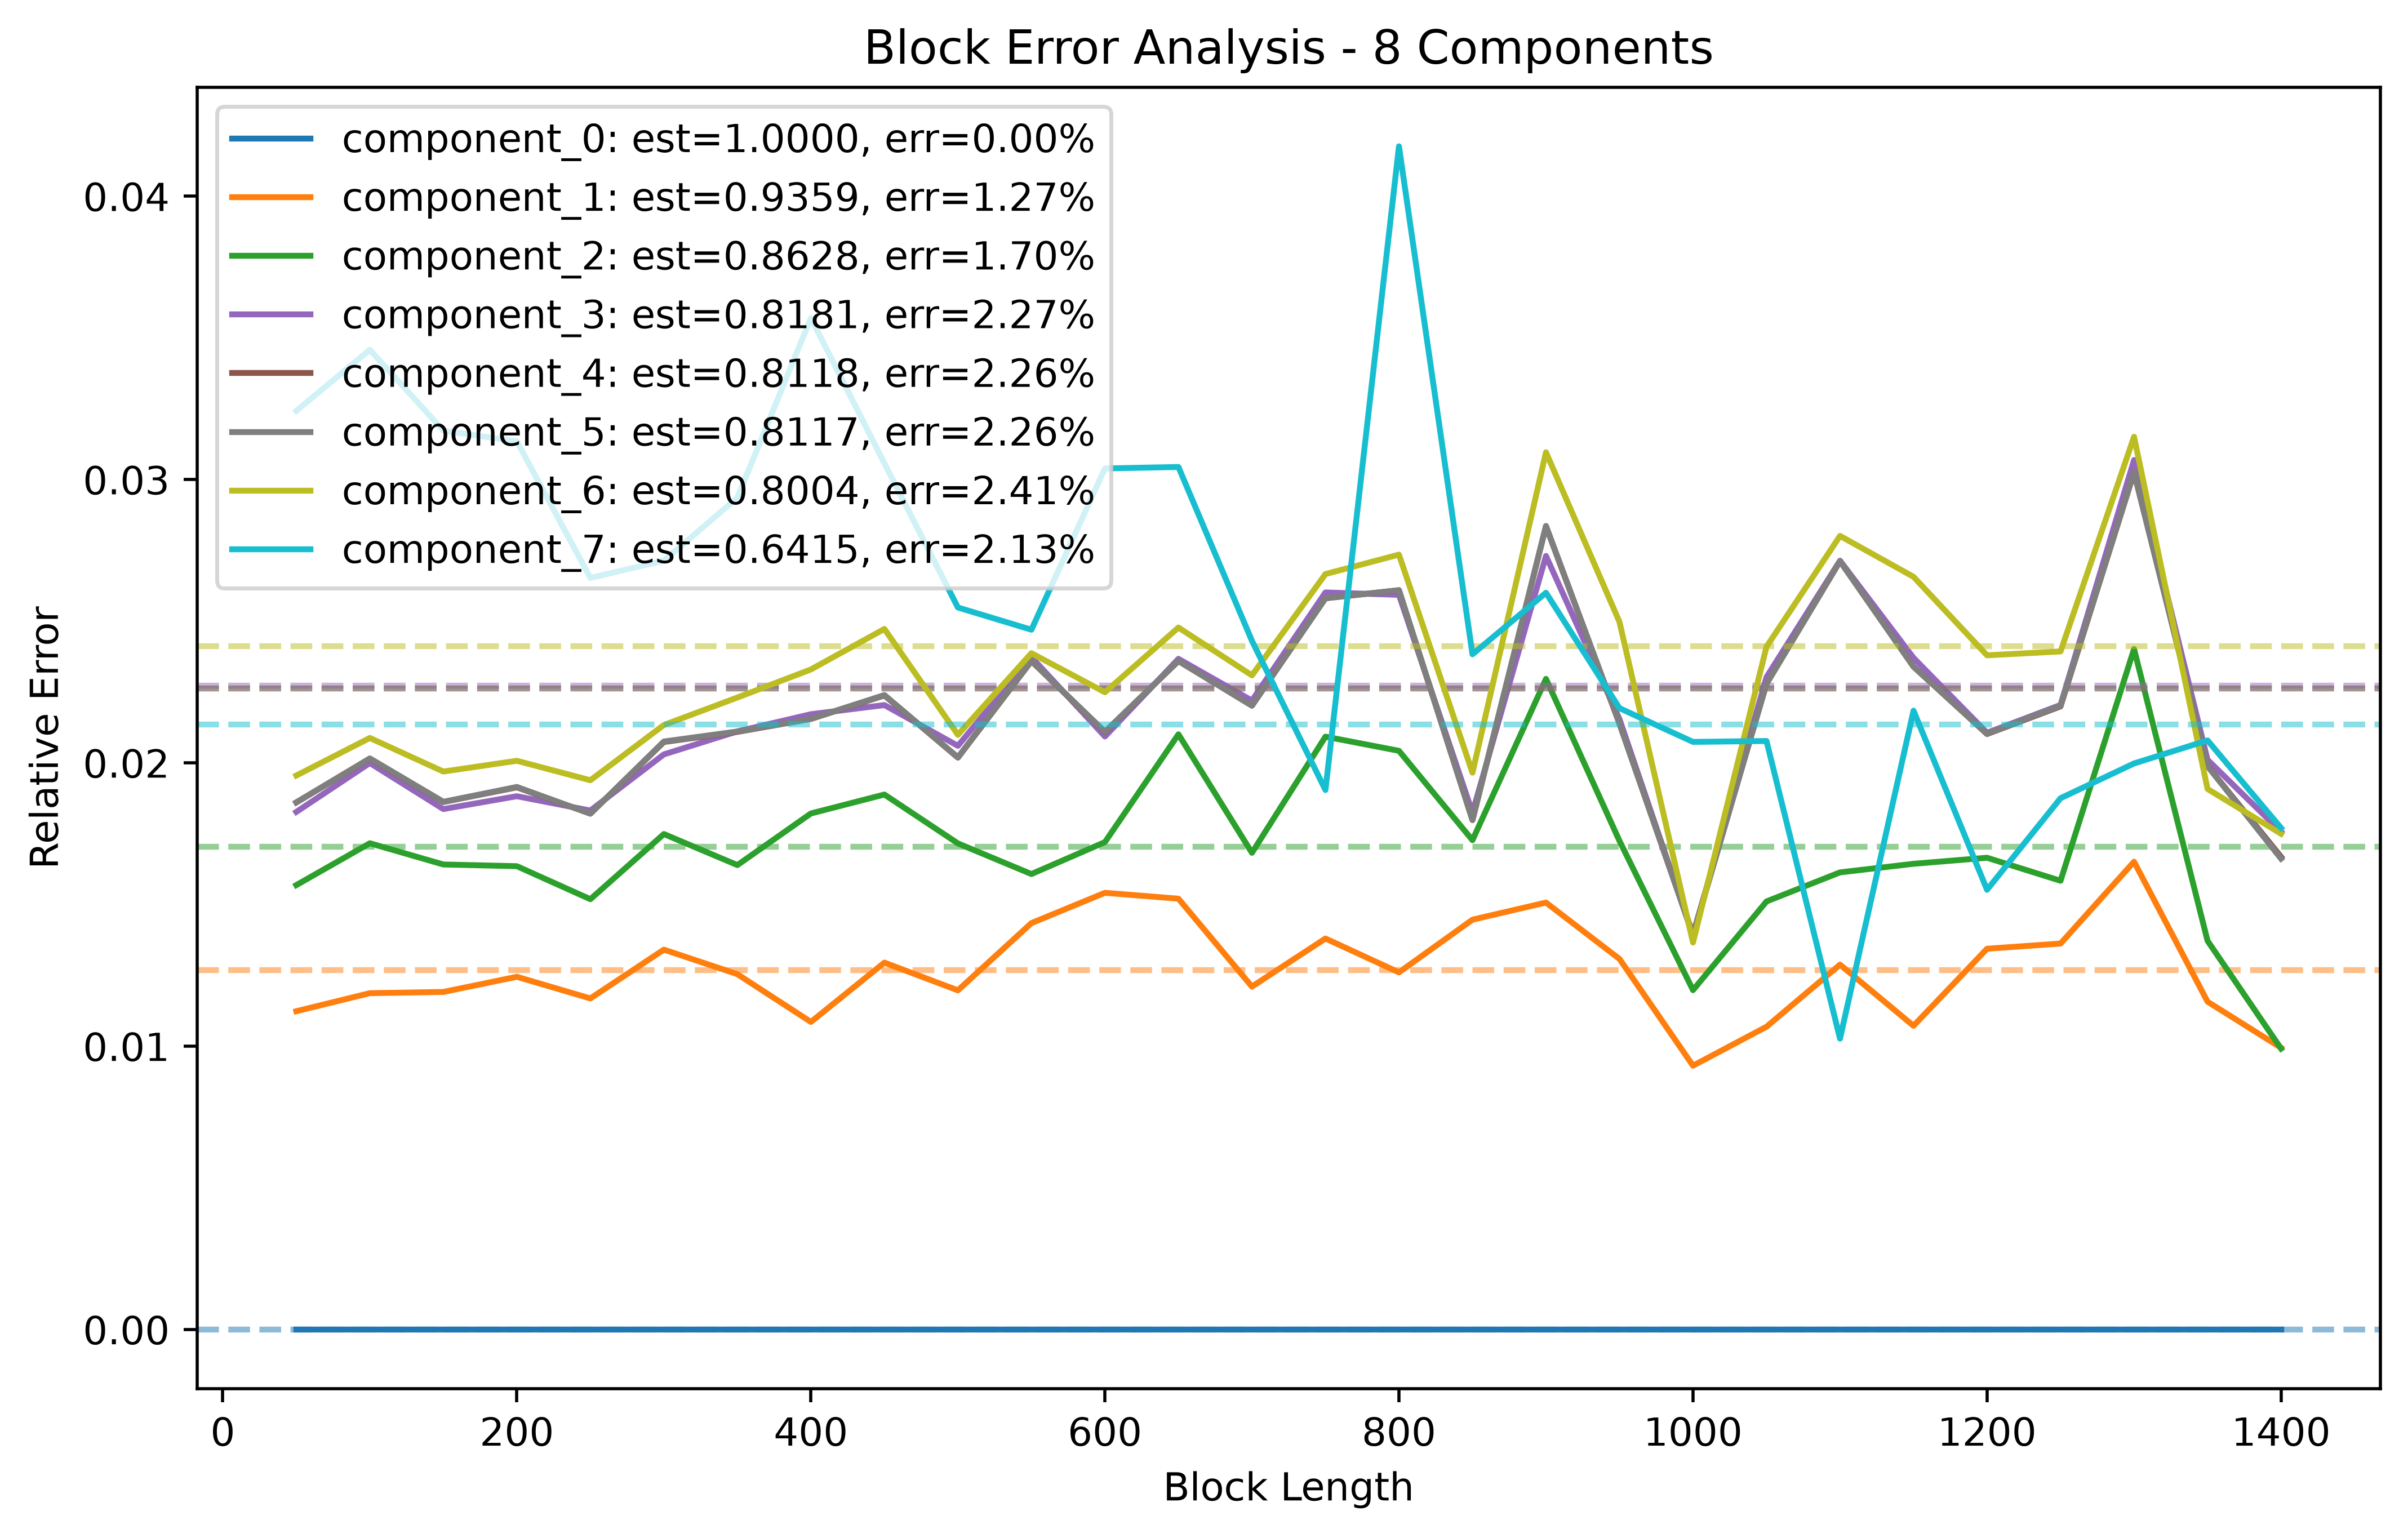 Block Error Analysis - 8 Components
component_0: est=1.0000, err=0.00%
component_1: est=0.9359, err=1.27%
component_2: est=0.8628, err=1.70%
component_3: est=0.8181, err=2.27%
component_4: est=0.8118, err=2.26%
component_5: est=0.8117, err=2.26%
component_6: est=0.8004, err=2.41%
component_7: est=0.6415, err=2.13%
Relative Error
0.04
0.03
0.02
0.01
0.00
0 200 400 600 800 1000 1200 1400
Block Length